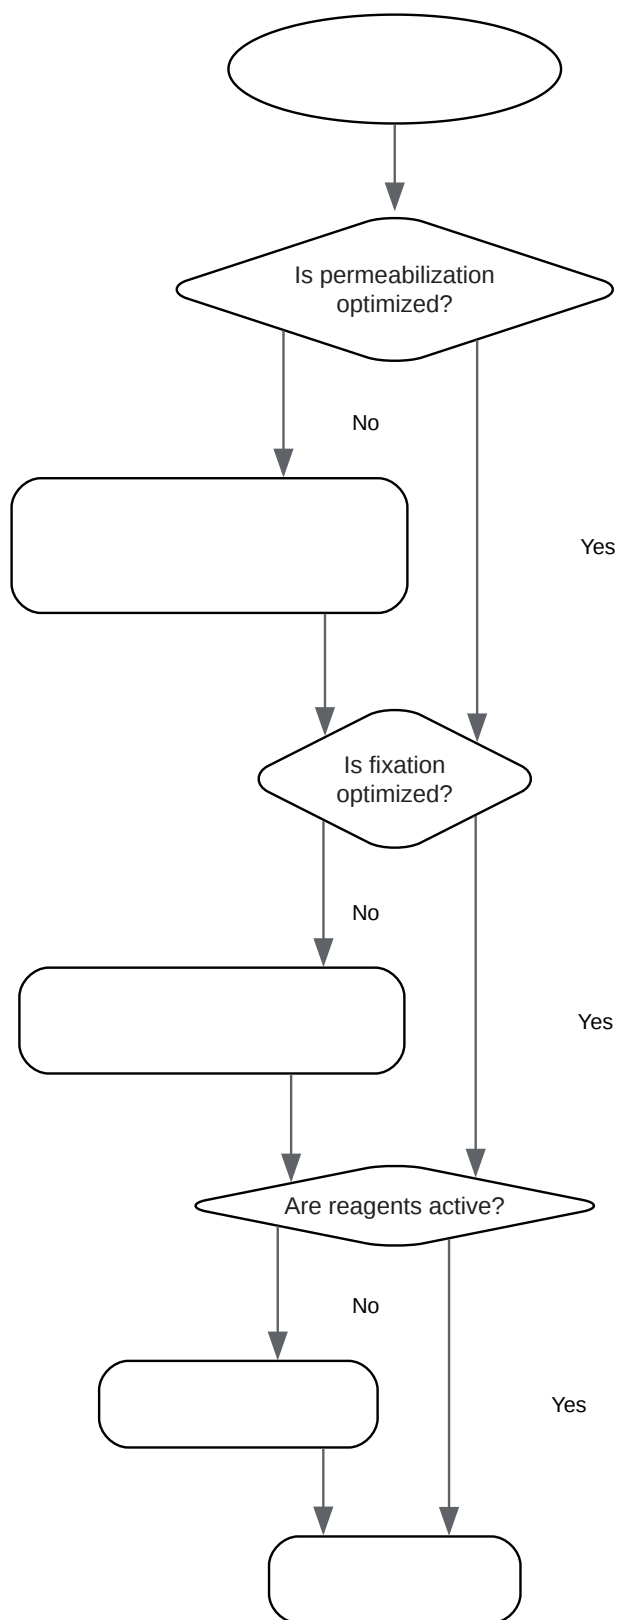 Is permeabilization
optimized?
No
Yes
Is fixation
optimized?
No
Yes
Are reagents active?
No
Yes